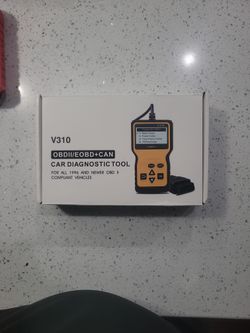 V310
OBDII/EOBD+CAN
CAR DIAGNOSTIC TOOL
FOR ALL 1996 AND NEWER OBD II
COMPLIANT VEHICLES